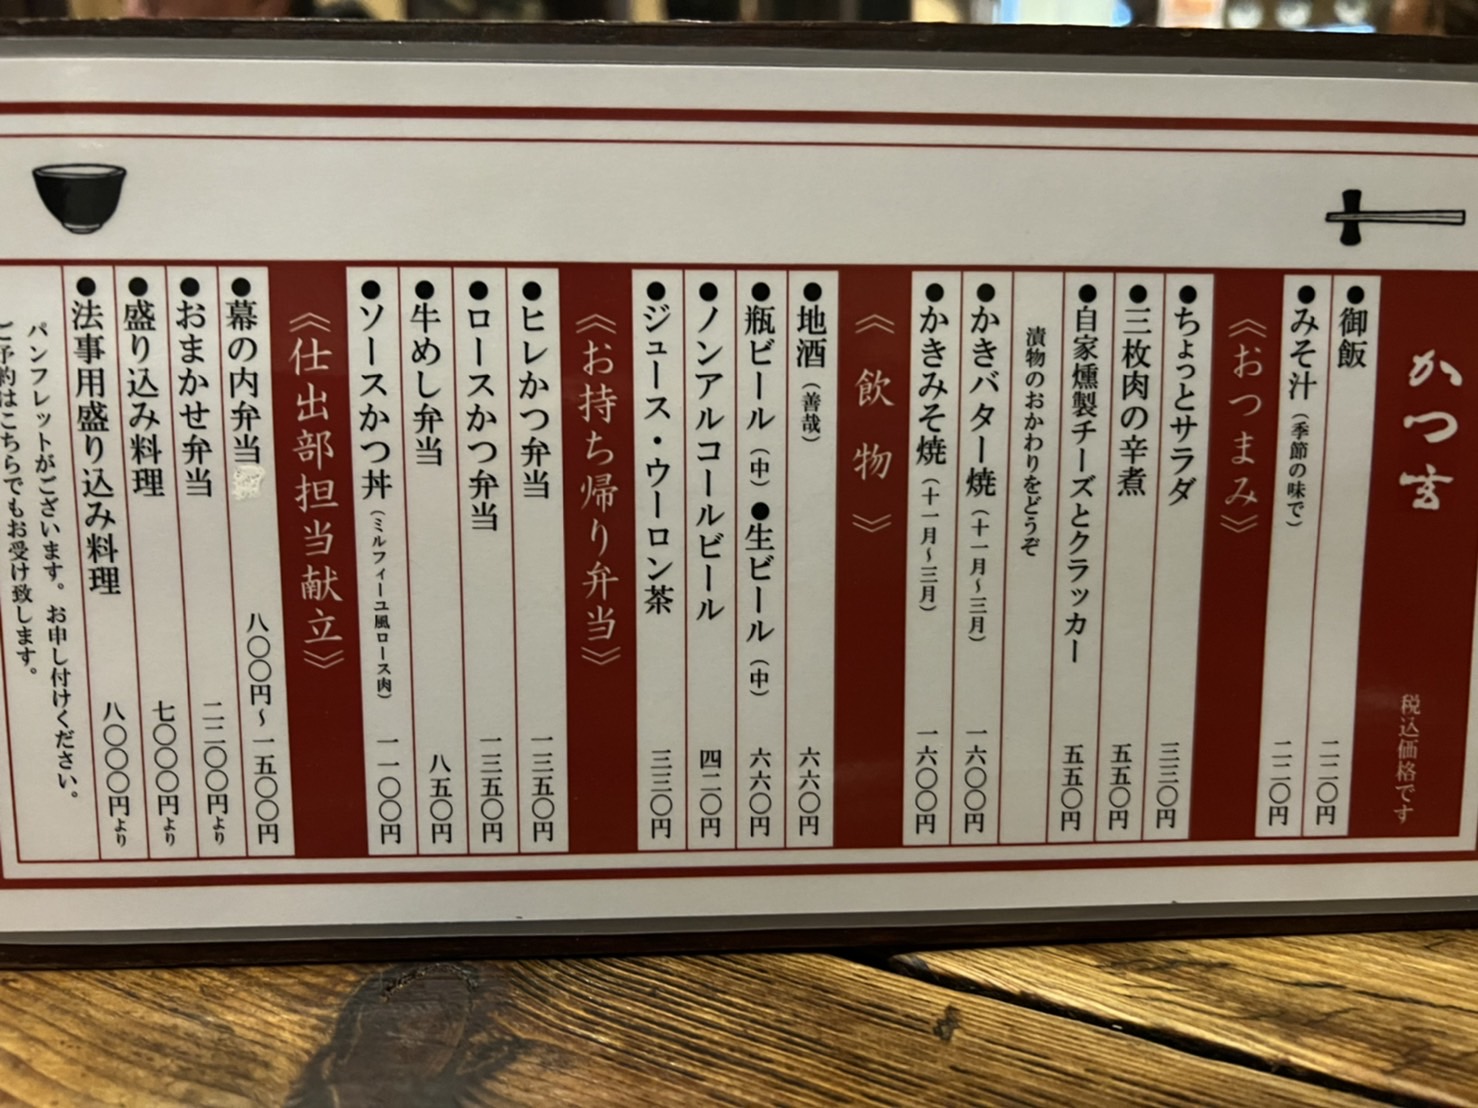 かつ玄
税込価格です
●御飯 二二〇円
●みそ汁（季節の味で） 二二〇円
《おつまみ》
●ちょっとサラダ 三三〇円
●三枚肉の辛煮 五五〇円
●自家燻製チーズとクラッカー 五五〇円
漬物のおかわりをどうぞ
●かきバター焼（十一月～三月） 一六〇〇円
●かきみそ焼（十一月～三月） 一六〇〇円
《飲物》
●地酒（善哉） 六六〇円
●瓶ビール（中）●生ビール（中） 六六〇円
●ノンアルコールビール 四二〇円
●ジュース・ウーロン茶 三三〇円
《お持ち帰り弁当》
●ヒレかつ弁当 一三五〇円
●ロースかつ弁当 一三五〇円
●牛めし弁当 八五〇円
●ソースかつ丼（ミルフィーユ風ロース肉） 一一〇〇円
《仕出部担当献立》
●幕の内弁当 八〇〇円～一五〇〇円
●おまかせ弁当 二二〇〇円より
●盛り込み料理 七〇〇〇円より
●法事用盛り込み料理 八〇〇〇円より
パンフレットがございます。お申し付けください。
ご予約はこちらでもお受け致します。